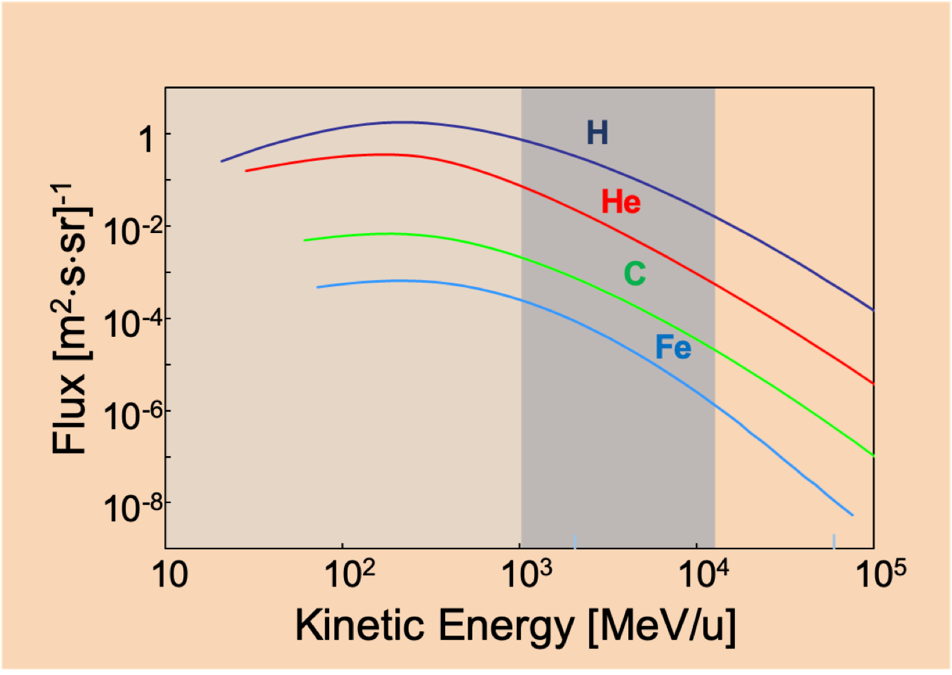 Flux [m²·s·sr]⁻¹
1
10⁻²
10⁻⁴
10⁻⁶
10⁻⁸
H
He
C
Fe
10 10² 10³ 10⁴ 10⁵
Kinetic Energy [MeV/u]